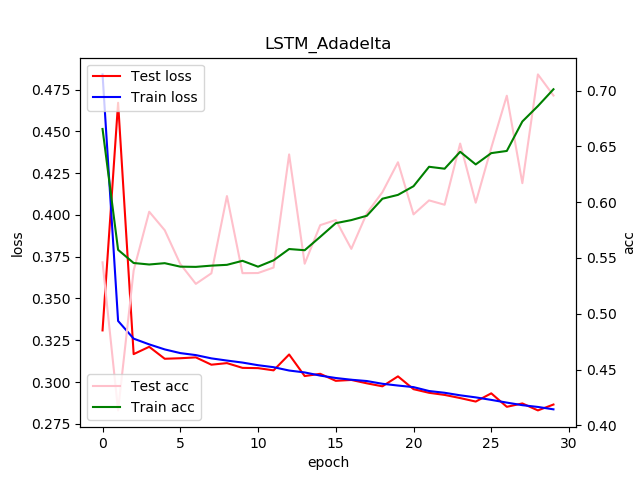 LSTM_Adadelta
Test loss
Train loss
Test acc
Train acc
loss
0.475
0.450
0.425
0.400
0.375
0.350
0.325
0.300
0.275
acc
0.70
0.65
0.60
0.55
0.50
0.45
0.40
0 5 10 15 20 25 30
epoch